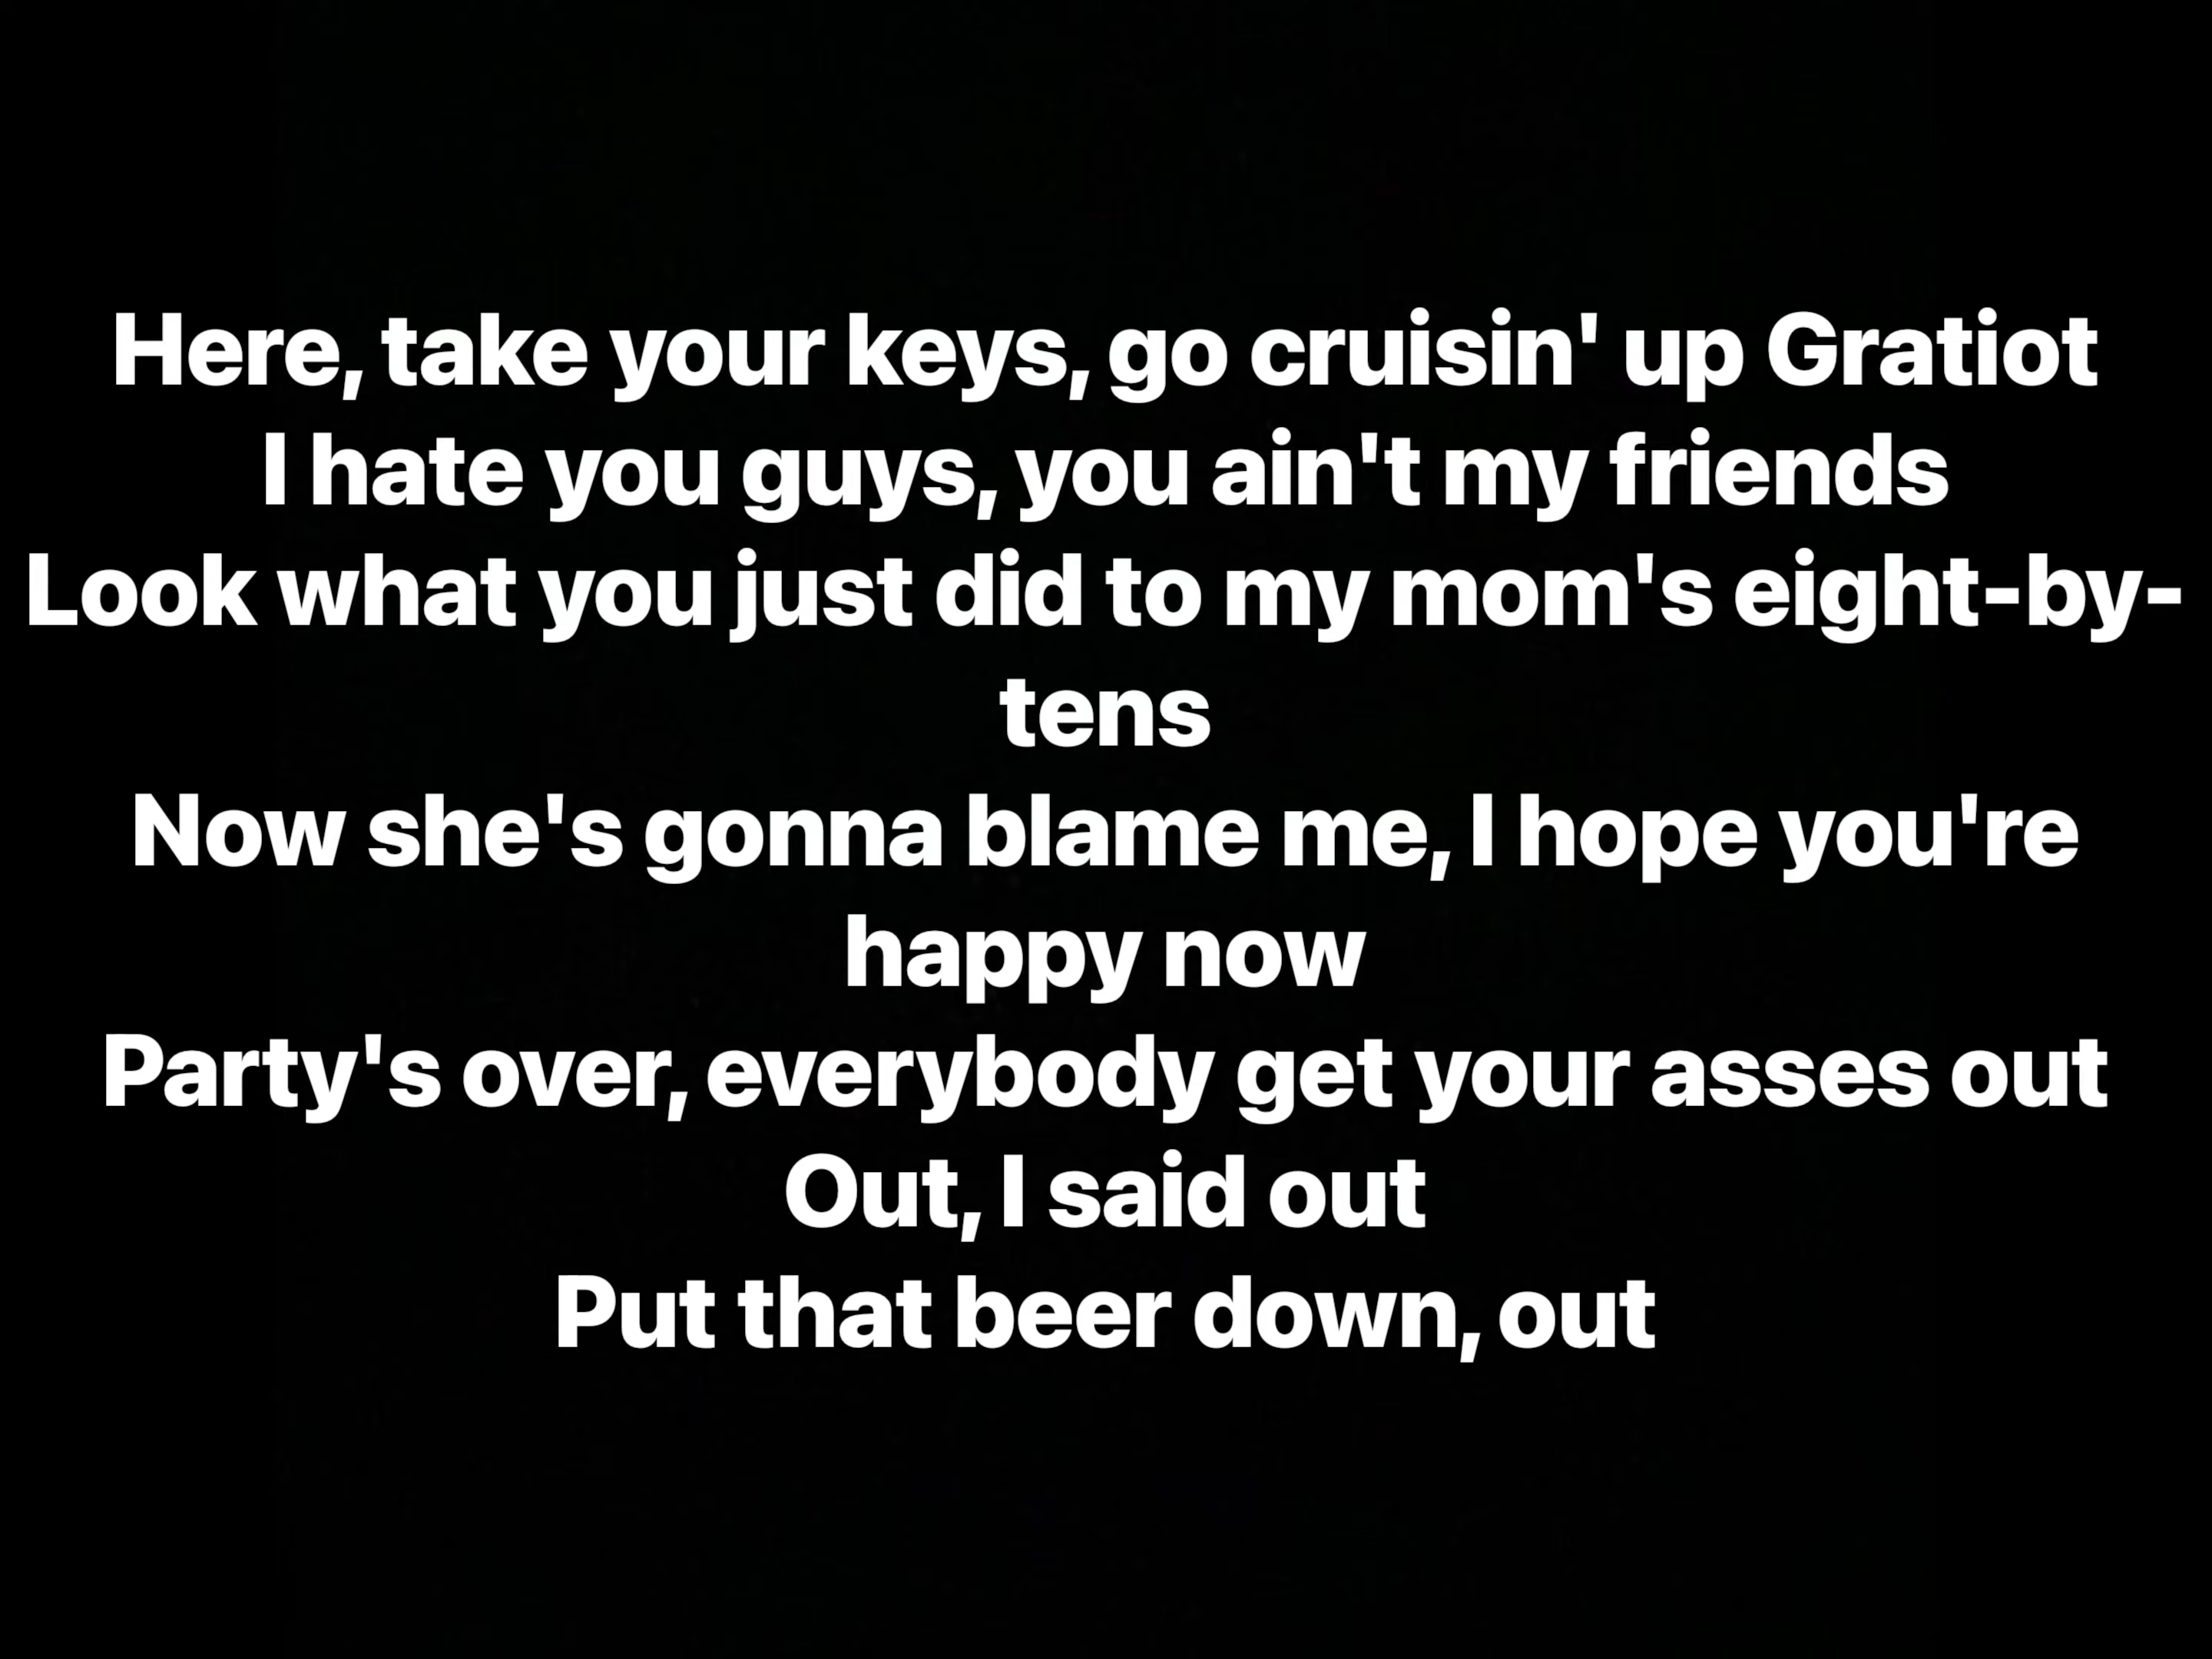 Here, take your keys, go cruisin' up Gratiot
I hate you guys, you ain't my friends
Look what you just did to my mom's eight-by-
tens
Now she's gonna blame me, I hope you're
happy now
Party's over, everybody get your asses out
Out, I said out
Put that beer down, out